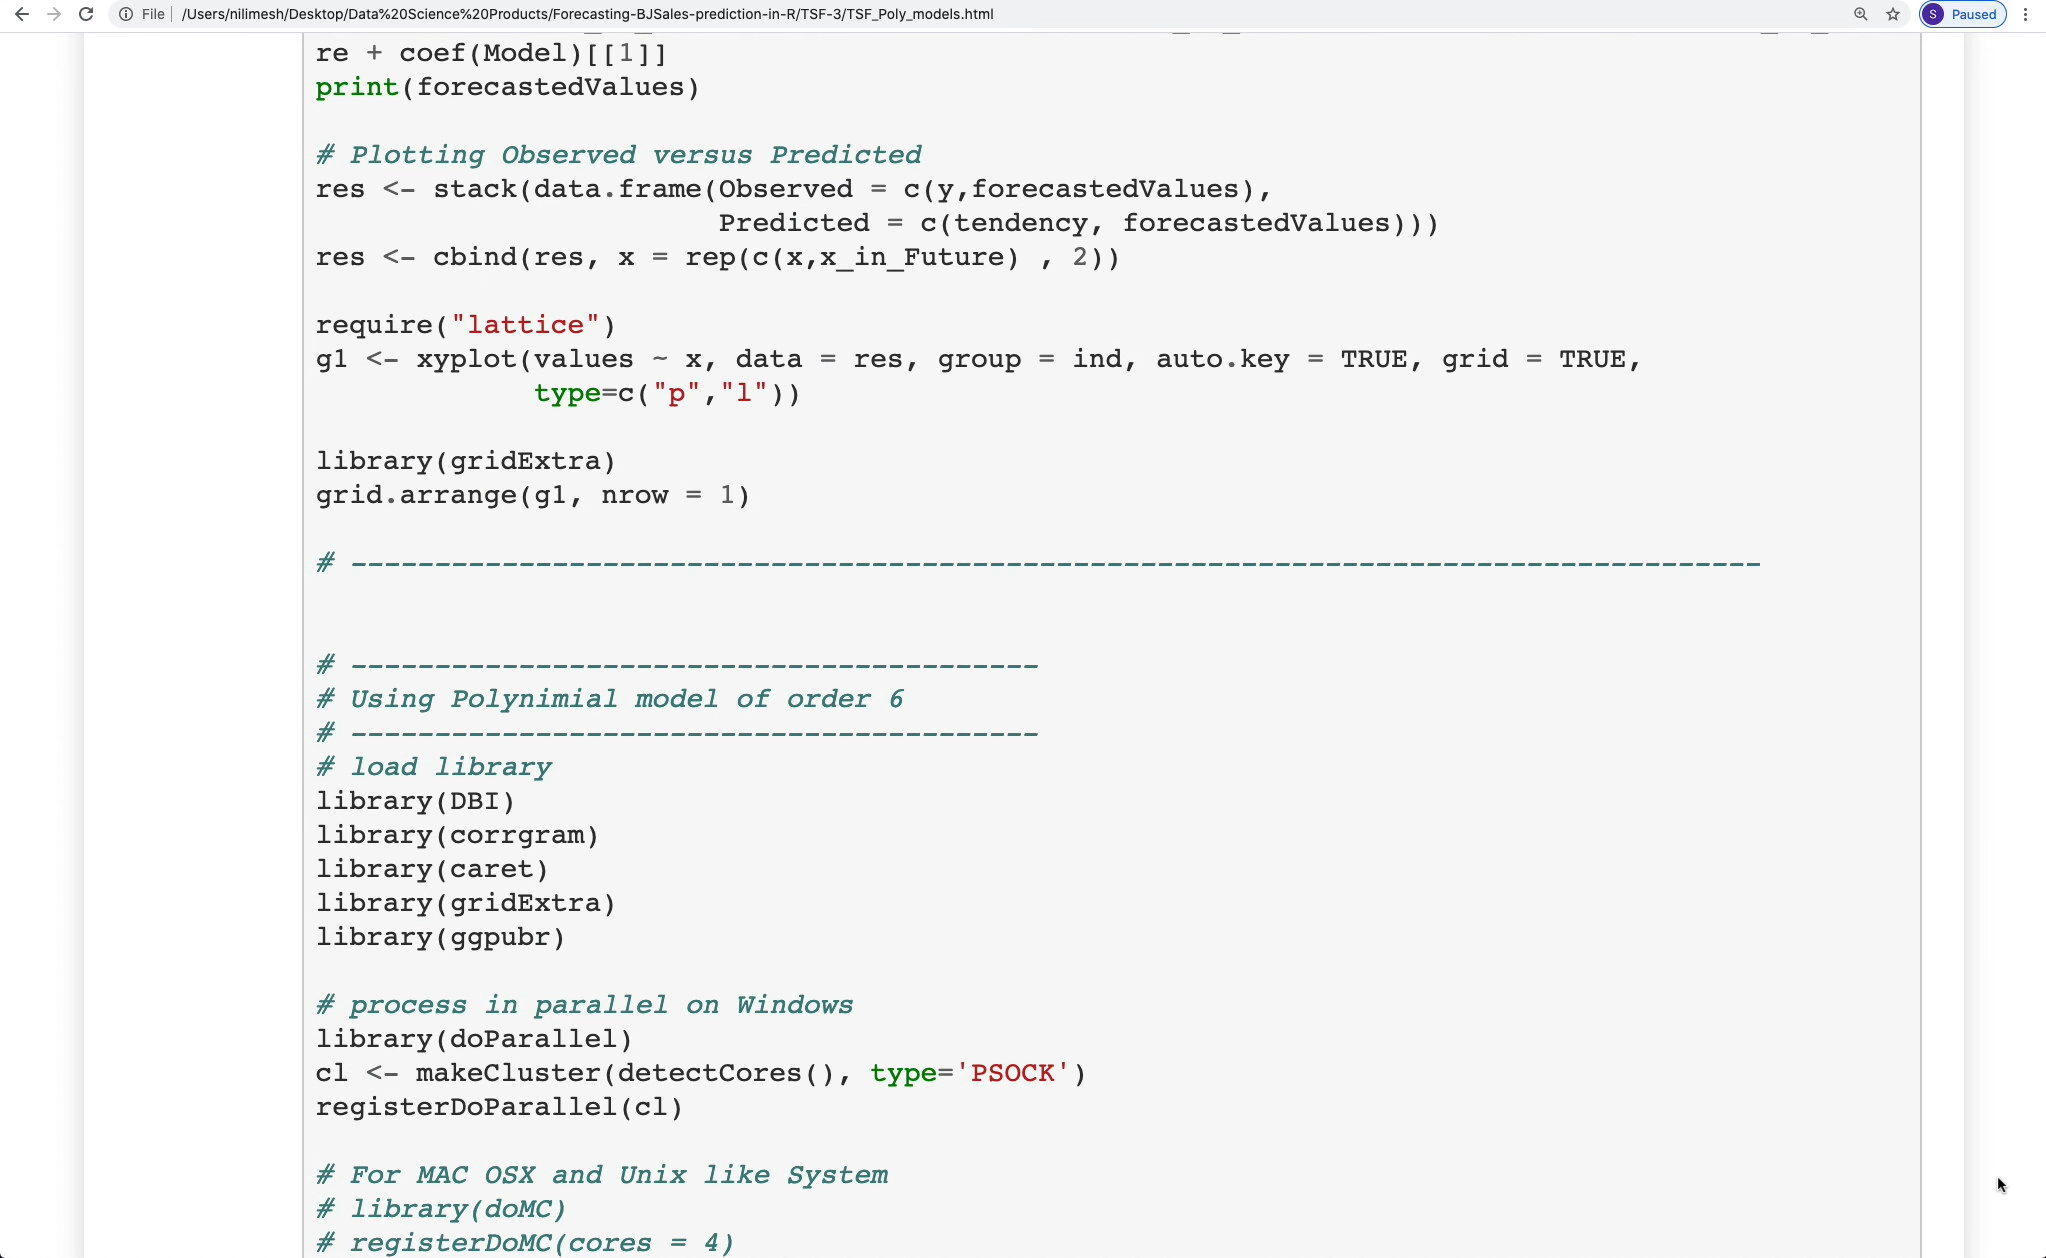 File /Users/nilimesh/Desktop/Data%20Science%20Products/Forecasting-BJSales-prediction-in-R/TSF-3/TSF_Poly_models.html S Paused
re + coef(Model)[[1]]
print(forecastedValues)
# Plotting Observed versus Predicted
res <- stack(data.frame(Observed = c(y,forecastedValues),
Predicted = c(tendency, forecastedValues)))
res <- cbind(res, x = rep(c(x,x_in_Future) , 2))
require("lattice")
g1 <- xyplot(values ~ x, data = res, group = ind, auto.key = TRUE, grid = TRUE,
type=c("p","l"))
library(gridExtra)
grid.arrange(g1, nrow = 1)
# ------------------------------------------------------------------------------------
# -----------------------------------------
# Using Polynimial model of order 6
# -----------------------------------------
# load library
library(DBI)
library(corrgram)
library(caret)
library(gridExtra)
library(ggpubr)
# process in parallel on Windows
library(doParallel)
cl <- makeCluster(detectCores(), type='PSOCK')
registerDoParallel(cl)
# For MAC OSX and Unix like System
# library(doMC)
# registerDoMC(cores = 4)